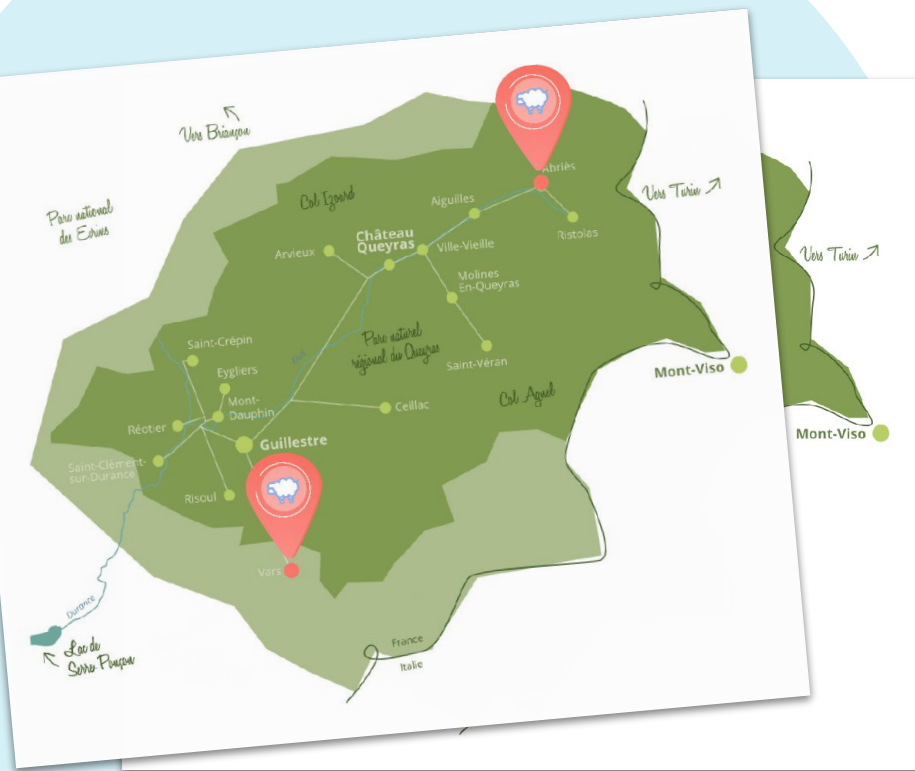 Vers Briançon
Parc national
des Ecrins
Col Izoard
Abriès
Vers Turin
Aiguilles
Ristolas
Château
Queyras
Ville-Vieille
Arvieux
Molines
En-Queyras
Parc naturel
régional du Queyras
Saint-Véran
Guil
Saint-Crépin
Eygliers
Mont-
Dauphin
Réotier
Ceillac
Col Agnel
Mont-Viso
Guillestre
Saint-Clément-
sur-Durance
Risoul
Vars
Durance
Lac de
Serre-Ponçon
France
Italie
Vers Turin
Mont-Viso